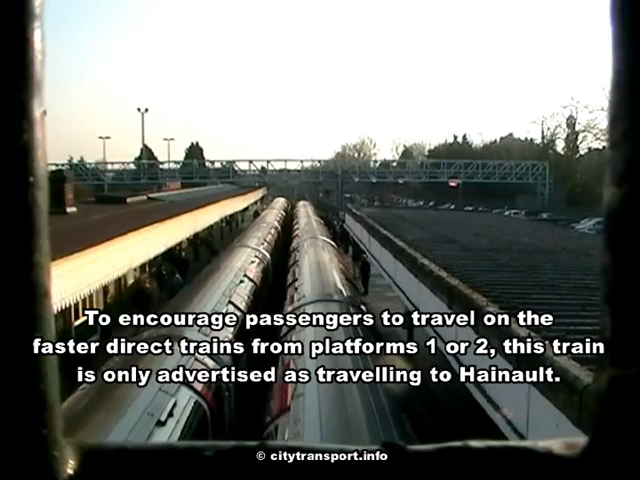 To encourage passengers to travel on the
faster direct trains from platforms 1 or 2, this train
is only advertised as travelling to Hainault.
© citytransport.info